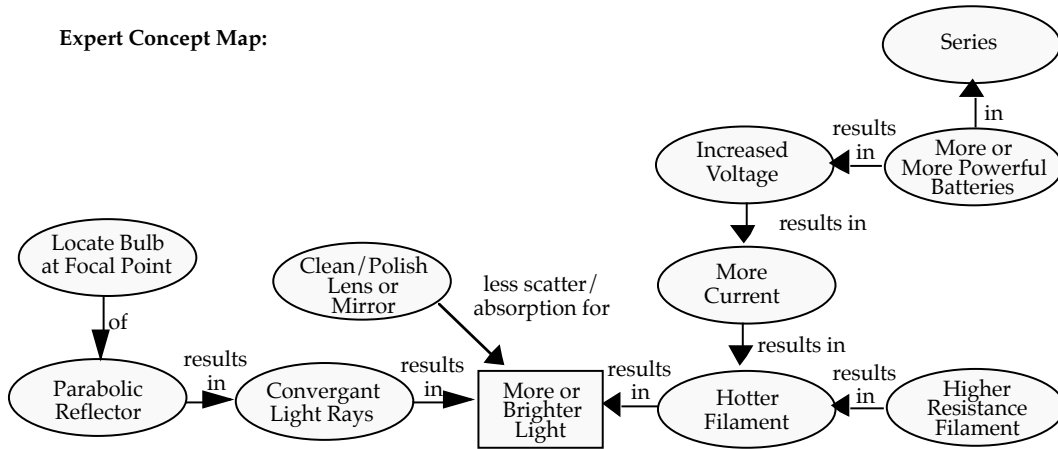 Expert Concept Map:
Series
in
results
in
More or
More Powerful
Batteries
Increased
Voltage
results in
Locate Bulb
at Focal Point
Clean/Polish
Lens or
Mirror
less scatter/
absorption for
More
Current
of
results in
Parabolic
Reflector
results
in
Convergant
Light Rays
results
in
More or
Brighter
Light
results
in
Hotter
Filament
results
in
Higher
Resistance
Filament